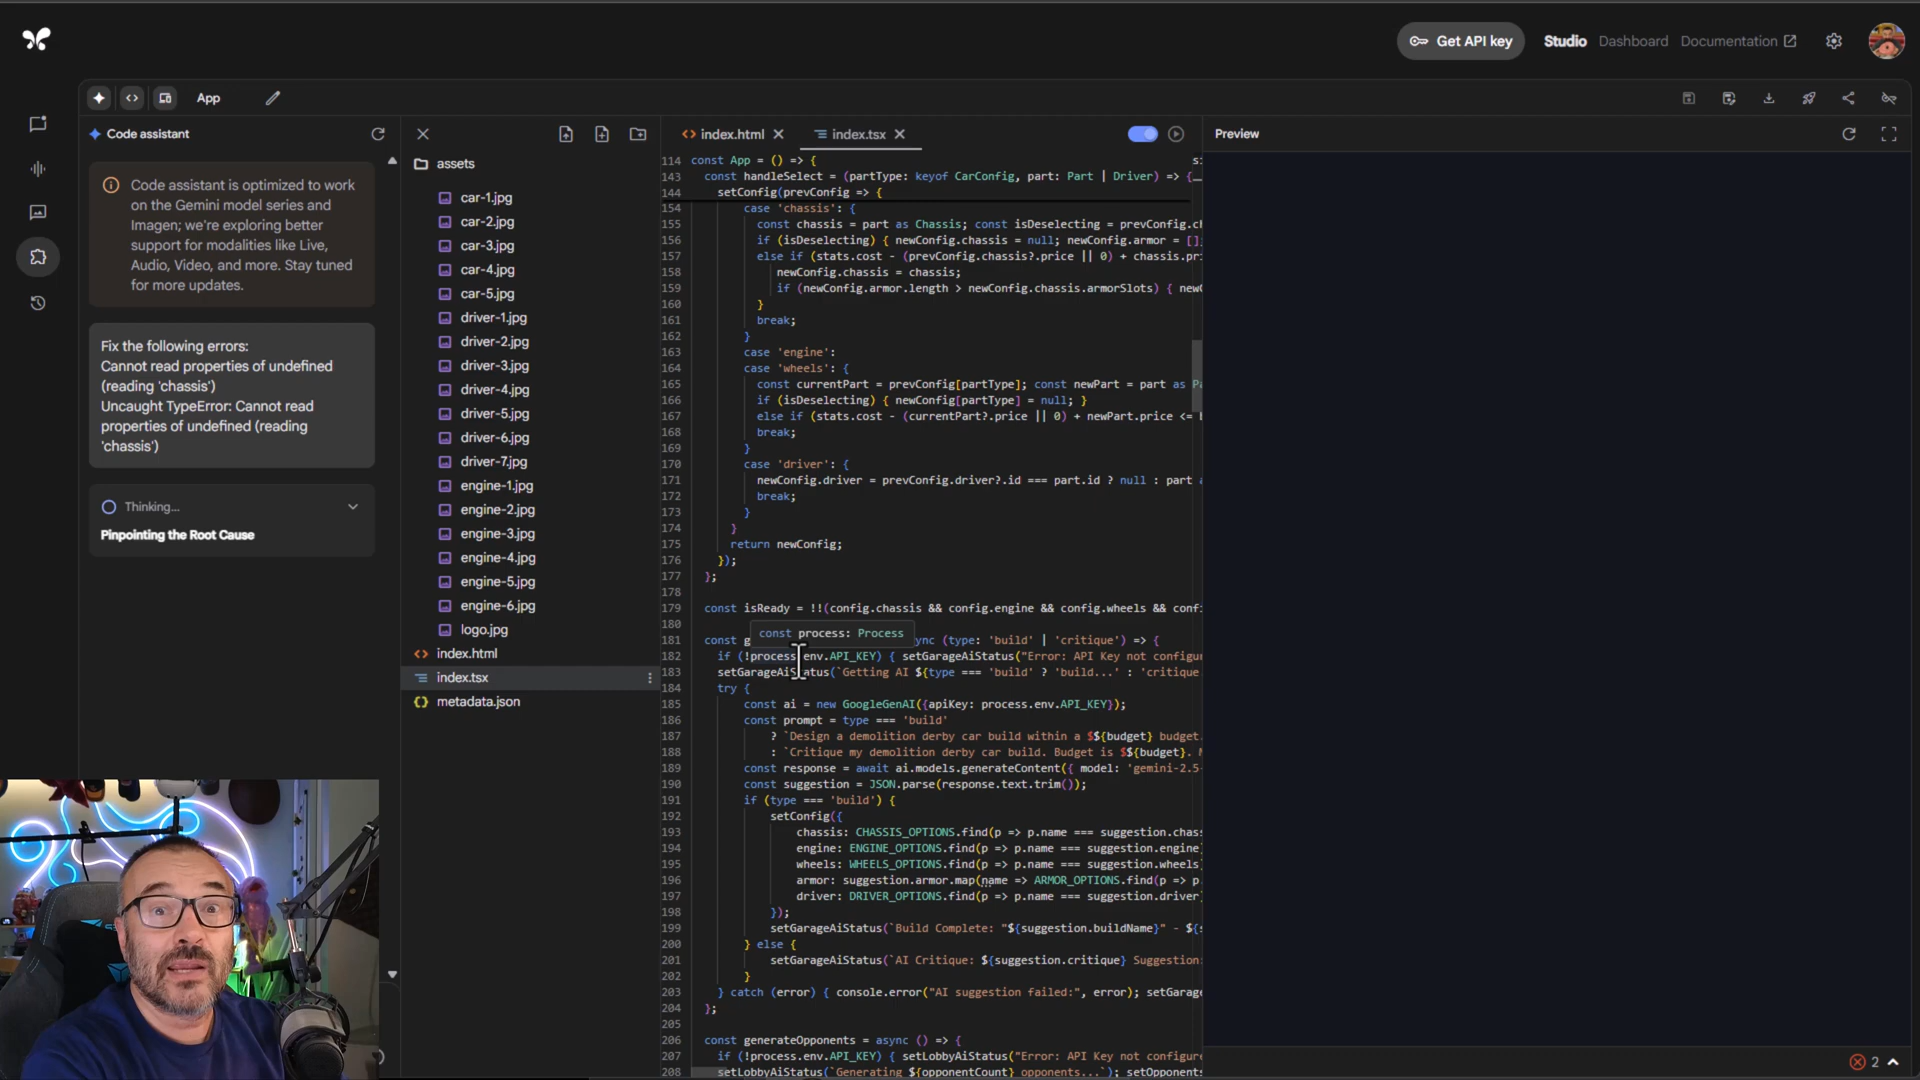 Get API key
Studio
Dashboard
Documentation
App
Code assistant
Code assistant is optimized to work
on the Gemini model series and
Imagen; we're exploring better
support for modalities like Live,
Audio, Video, and more. Stay tuned
for more updates.
Fix the following errors:
Cannot read properties of undefined
(reading 'chassis')
Uncaught TypeError: Cannot read
properties of undefined (reading
'chassis')
Thinking...
Pinpointing the Root Cause
assets
car-1.jpg
car-2.jpg
car-3.jpg
car-4.jpg
car-5.jpg
driver-1.jpg
driver-2.jpg
driver-3.jpg
driver-4.jpg
driver-5.jpg
driver-6.jpg
driver-7.jpg
engine-1.jpg
engine-2.jpg
engine-3.jpg
engine-4.jpg
engine-5.jpg
engine-6.jpg
logo.jpg
index.html
index.tsx
metadata.json
index.html
index.tsx
114 const App = () => {
143 const handleSelect = (partType: keyof CarConfig, part: Part | Driver) => {
144 setConfig(prevConfig => {
154 case 'chassis': {
155 const chassis = part as Chassis; const isDeselecting = prevConfig.ch
156 if (isDeselecting) { newConfig.chassis = null; newConfig.armor = [];
157 else if (stats.cost - (prevConfig.chassis?.price || 0) + chassis.pri
158 newConfig.chassis = chassis;
159 if (newConfig.armor.length > newConfig.chassis.armorSlots) { newC
160 }
161 break;
162 }
163 case 'engine':
164 case 'wheels': {
165 const currentPart = prevConfig[partType]; const newPart = part as Pa
166 if (isDeselecting) { newConfig[partType] = null; }
167 else if (stats.cost - (currentPart?.price || 0) + newPart.price <= b
168 break;
169 }
170 case 'driver': {
171 newConfig.driver = prevConfig.driver?.id === part.id ? null : part a
172 break;
173 }
174 }
175 return newConfig;
176 });
177 };
178
179 const isReady = !!(config.chassis && config.engine && config.wheels && conf
180
const process: Process
181 const g ync (type: 'build' | 'critique') => {
182 if (!process.env.API_KEY) { setGarageAiStatus("Error: API Key not configur
183 setGarageAiStatus(`Getting AI ${type === 'build' ? 'build...' : 'critique
184 try {
185 const ai = new GoogleGenAI({apiKey: process.env.API_KEY});
186 const prompt = type === 'build'
187 ? `Design a demolition derby car build within a $${budget} budget.
188 : `Critique my demolition derby car build. Budget is $${budget}. M
189 const response = await ai.models.generateContent({ model: 'gemini-2.5-
190 const suggestion = JSON.parse(response.text.trim());
191 if (type === 'build') {
192 setConfig({
193 chassis: CHASSIS_OPTIONS.find(p => p.name === suggestion.chass
194 engine: ENGINE_OPTIONS.find(p => p.name === suggestion.engine
195 wheels: WHEELS_OPTIONS.find(p => p.name === suggestion.wheels
196 armor: suggestion.armor.map(name => ARMOR_OPTIONS.find(p => p.
197 driver: DRIVER_OPTIONS.find(p => p.name === suggestion.driver
198 });
199 setGarageAiStatus(`Build Complete: "${suggestion.buildName}" - ${s
200 } else {
201 setGarageAiStatus(`AI Critique: ${suggestion.critique} Suggestion:
202 }
203 } catch (error) { console.error("AI suggestion failed:", error); setGarag
204 };
205
206 const generateOpponents = async () => {
207 if (!process.env.API_KEY) { setLobbyAiStatus("Error: API Key not configure
208 setLobbyAiStatus(`Generating ${opponentCount} opponents...`); setOpponents
Preview
2